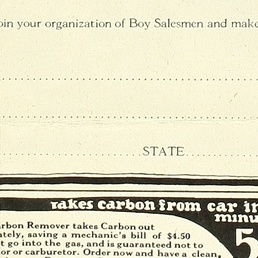 oin your organization of Boy Salesmen and make
STATE
Takes carbon from car in
minu
arbon Remover takes Carbon out
tely, saving a mechanic's bill of $4.50
t go into the gas, and is guaranteed not to
or or carburetor. Order now and have a clean,
5